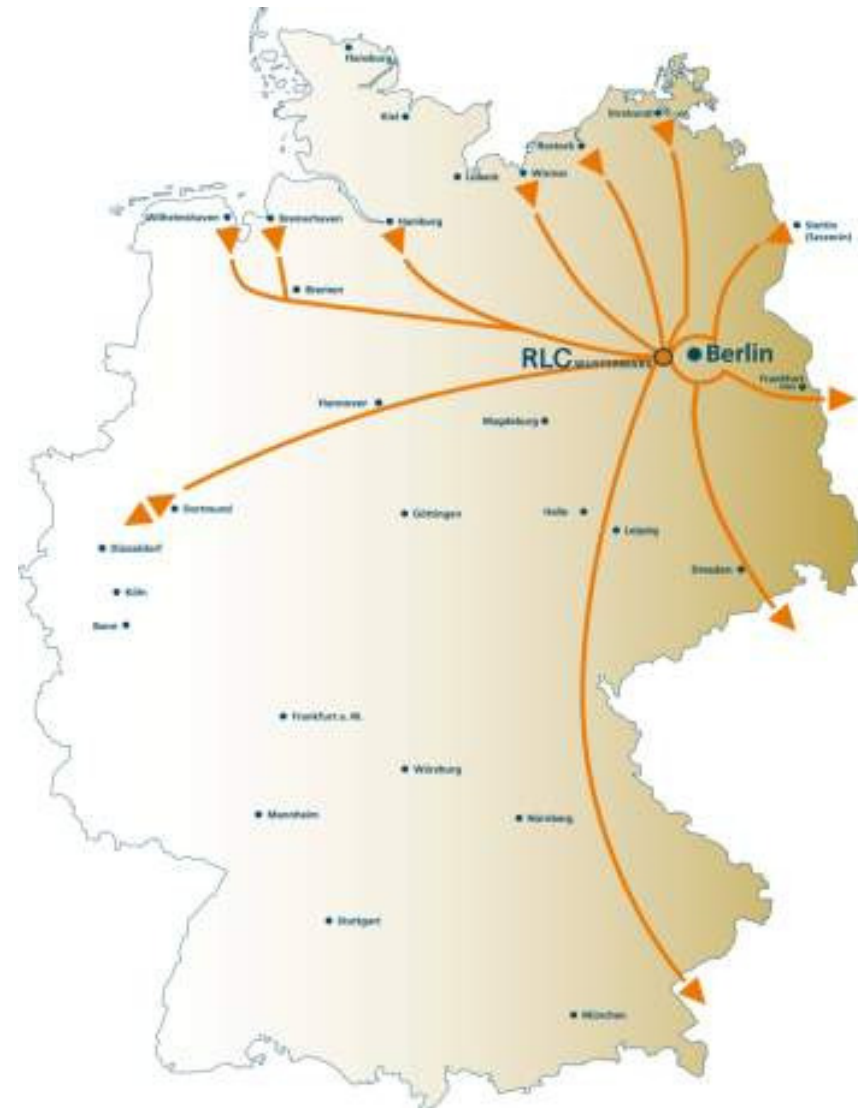 Flensburg
Kiel
Stralsund
Rostock
Lübeck
Wismar
Wilhelmshaven
Bremerhaven
Hamburg
Stettin
(Szczecin)
Bremen
RLC WUSTERMARK
Berlin
Frankfurt
Hannover
Magdeburg
Dortmund
Göttingen
Halle
Leipzig
Düsseldorf
Dresden
Köln
Bonn
Frankfurt a. M.
Würzburg
Mannheim
Nürnberg
Stuttgart
München